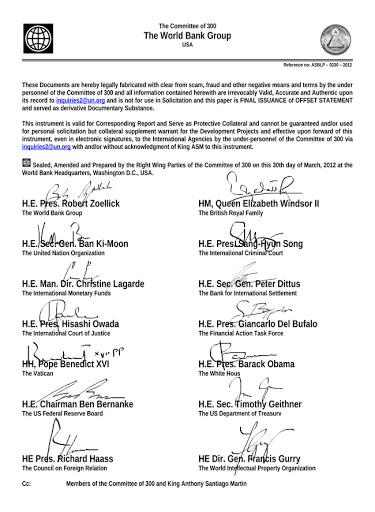 The Committee of 300
The World Bank Group
USA
Reference no: ASBLP – 0330 – 2012
These Documents are hereby legally fabricated with clear from scam, fraud and other negative means and terms by the under
personnel of the Committee of 300 and all information contained herewith are irrevocably Valid, Accurate and Authentic upon
its record to inquiries2@un.org and is not for use in Solicitation and this paper is FINAL ISSUANCE of OFFSET STATEMENT
and served as derivative Documentary Substance.
This instrument is valid for Corresponding Report and Serve as Protective Collateral and cannot be guaranteed and/or used
for personal solicitation but collateral supplement warrant for the Development Projects and effective upon forward of this
instrument, even in electronic signatures, to the International Agencies by the under-personnel of the Committee of 300 via
inquiries2@un.org with and/or without acknowledgment of King ASM to this instrument.
Sealed, Amended and Prepared by the Right Wing Parties of the Committee of 300 on this 30th day of March, 2012 at the
World Bank Headquarters, Washington D.C., USA.
H.E. Pres. Robert Zoellick
The World Bank Group
HM, Queen Elizabeth Windsor II
The British Royal Family
H.E. Sec. Gen. Ban Ki-Moon
The United Nation Organization
H.E. Pres. Sang-Hyun Song
The International Criminal Court
H.E. Man. Dir. Christine Lagarde
The International Monetary Funds
H.E. Sec. Gen. Peter Dittus
The Bank for International Settlement
H.E. Pres. Hisashi Owada
The International Court of Justice
H.E. Pres. Giancarlo Del Bufalo
The Financial Action Task Force
HH, Pope Benedict XVI
The Vatican
H.E. Pres. Barack Obama
The White Hous
H.E. Chairman Ben Bernanke
The US Federal Reserve Board
H.E. Sec. Timothy Geithner
The US Department of Treasury
HE Pres. Richard Haass
The Council on Foreign Relation
HE Dir. Gen. Francis Gurry
The World Intellectual Property Organization
Cc: Members of the Committee of 300 and King Anthony Santiago Martin